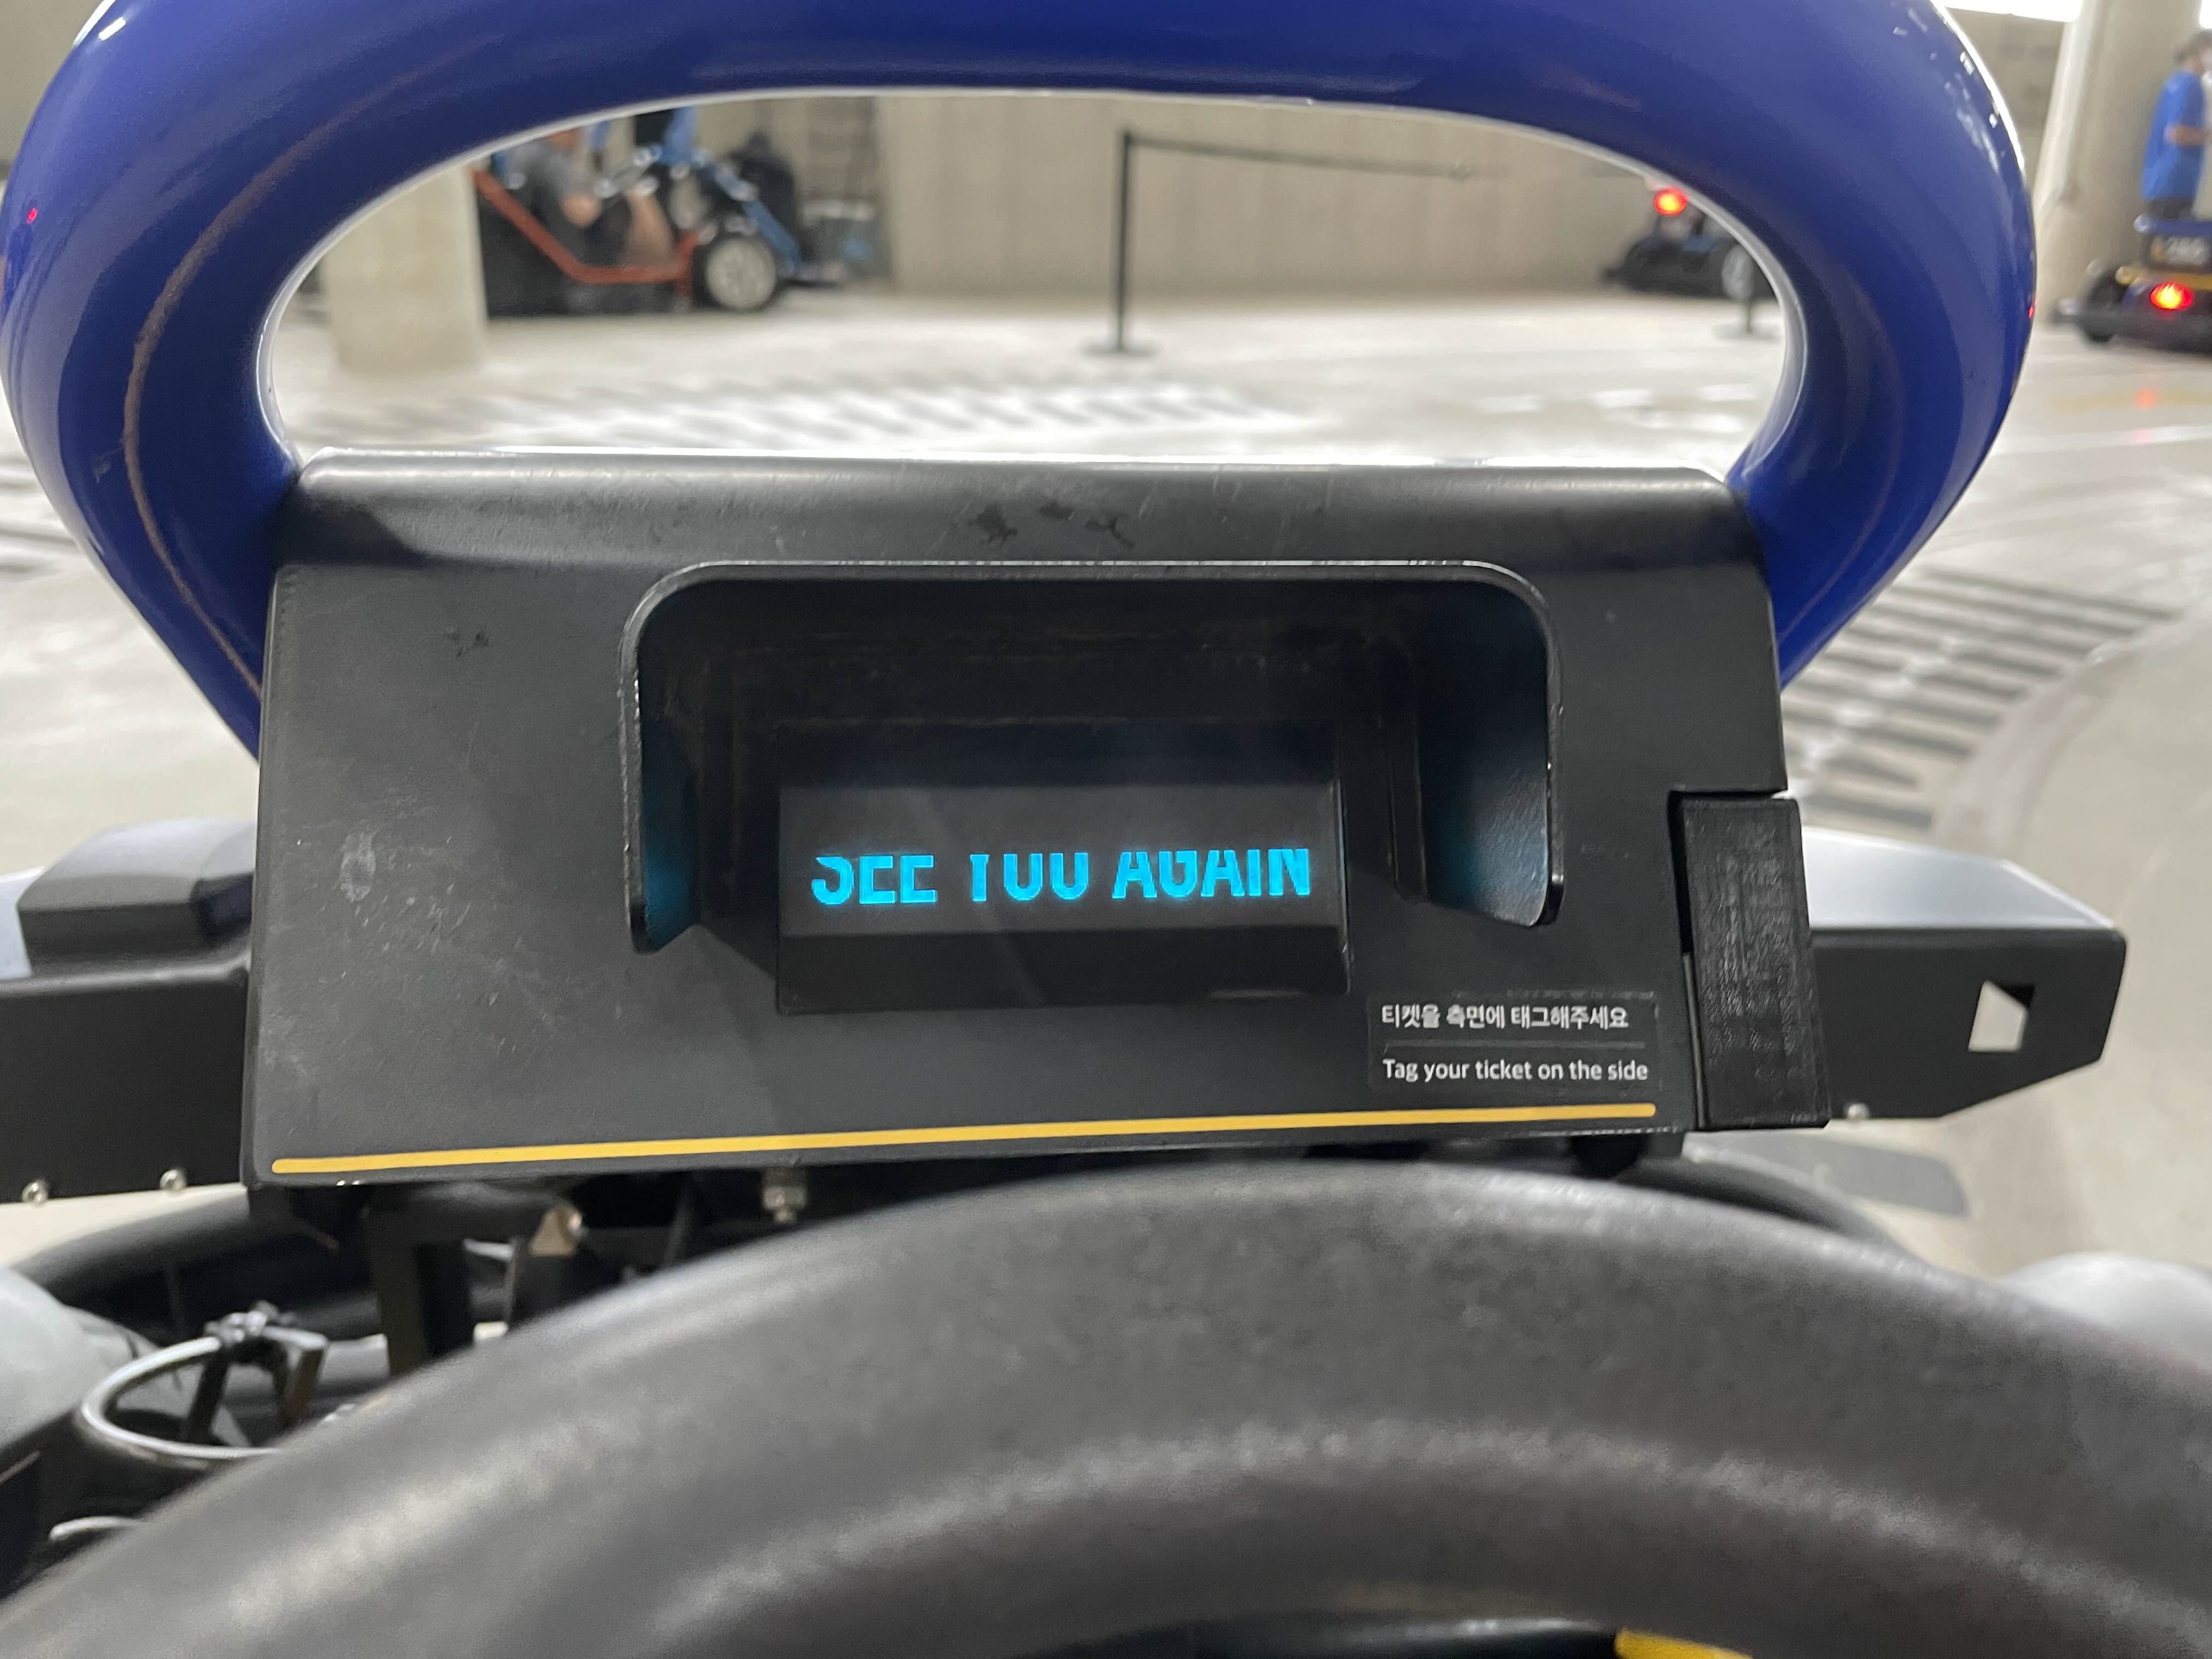 SEE YOU AGAIN
티켓을 측면에 태그해주세요
Tag your ticket on the side